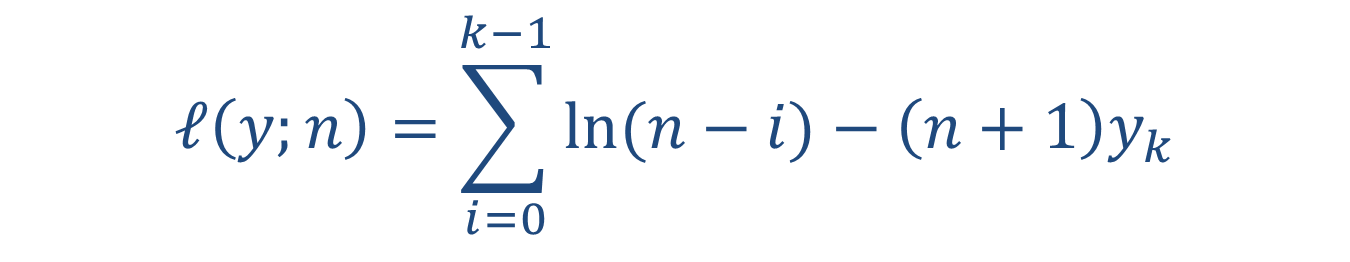 ℓ(y; n) = ∑_{i=0}^{k−1} ln(n − i) − (n + 1)y_k